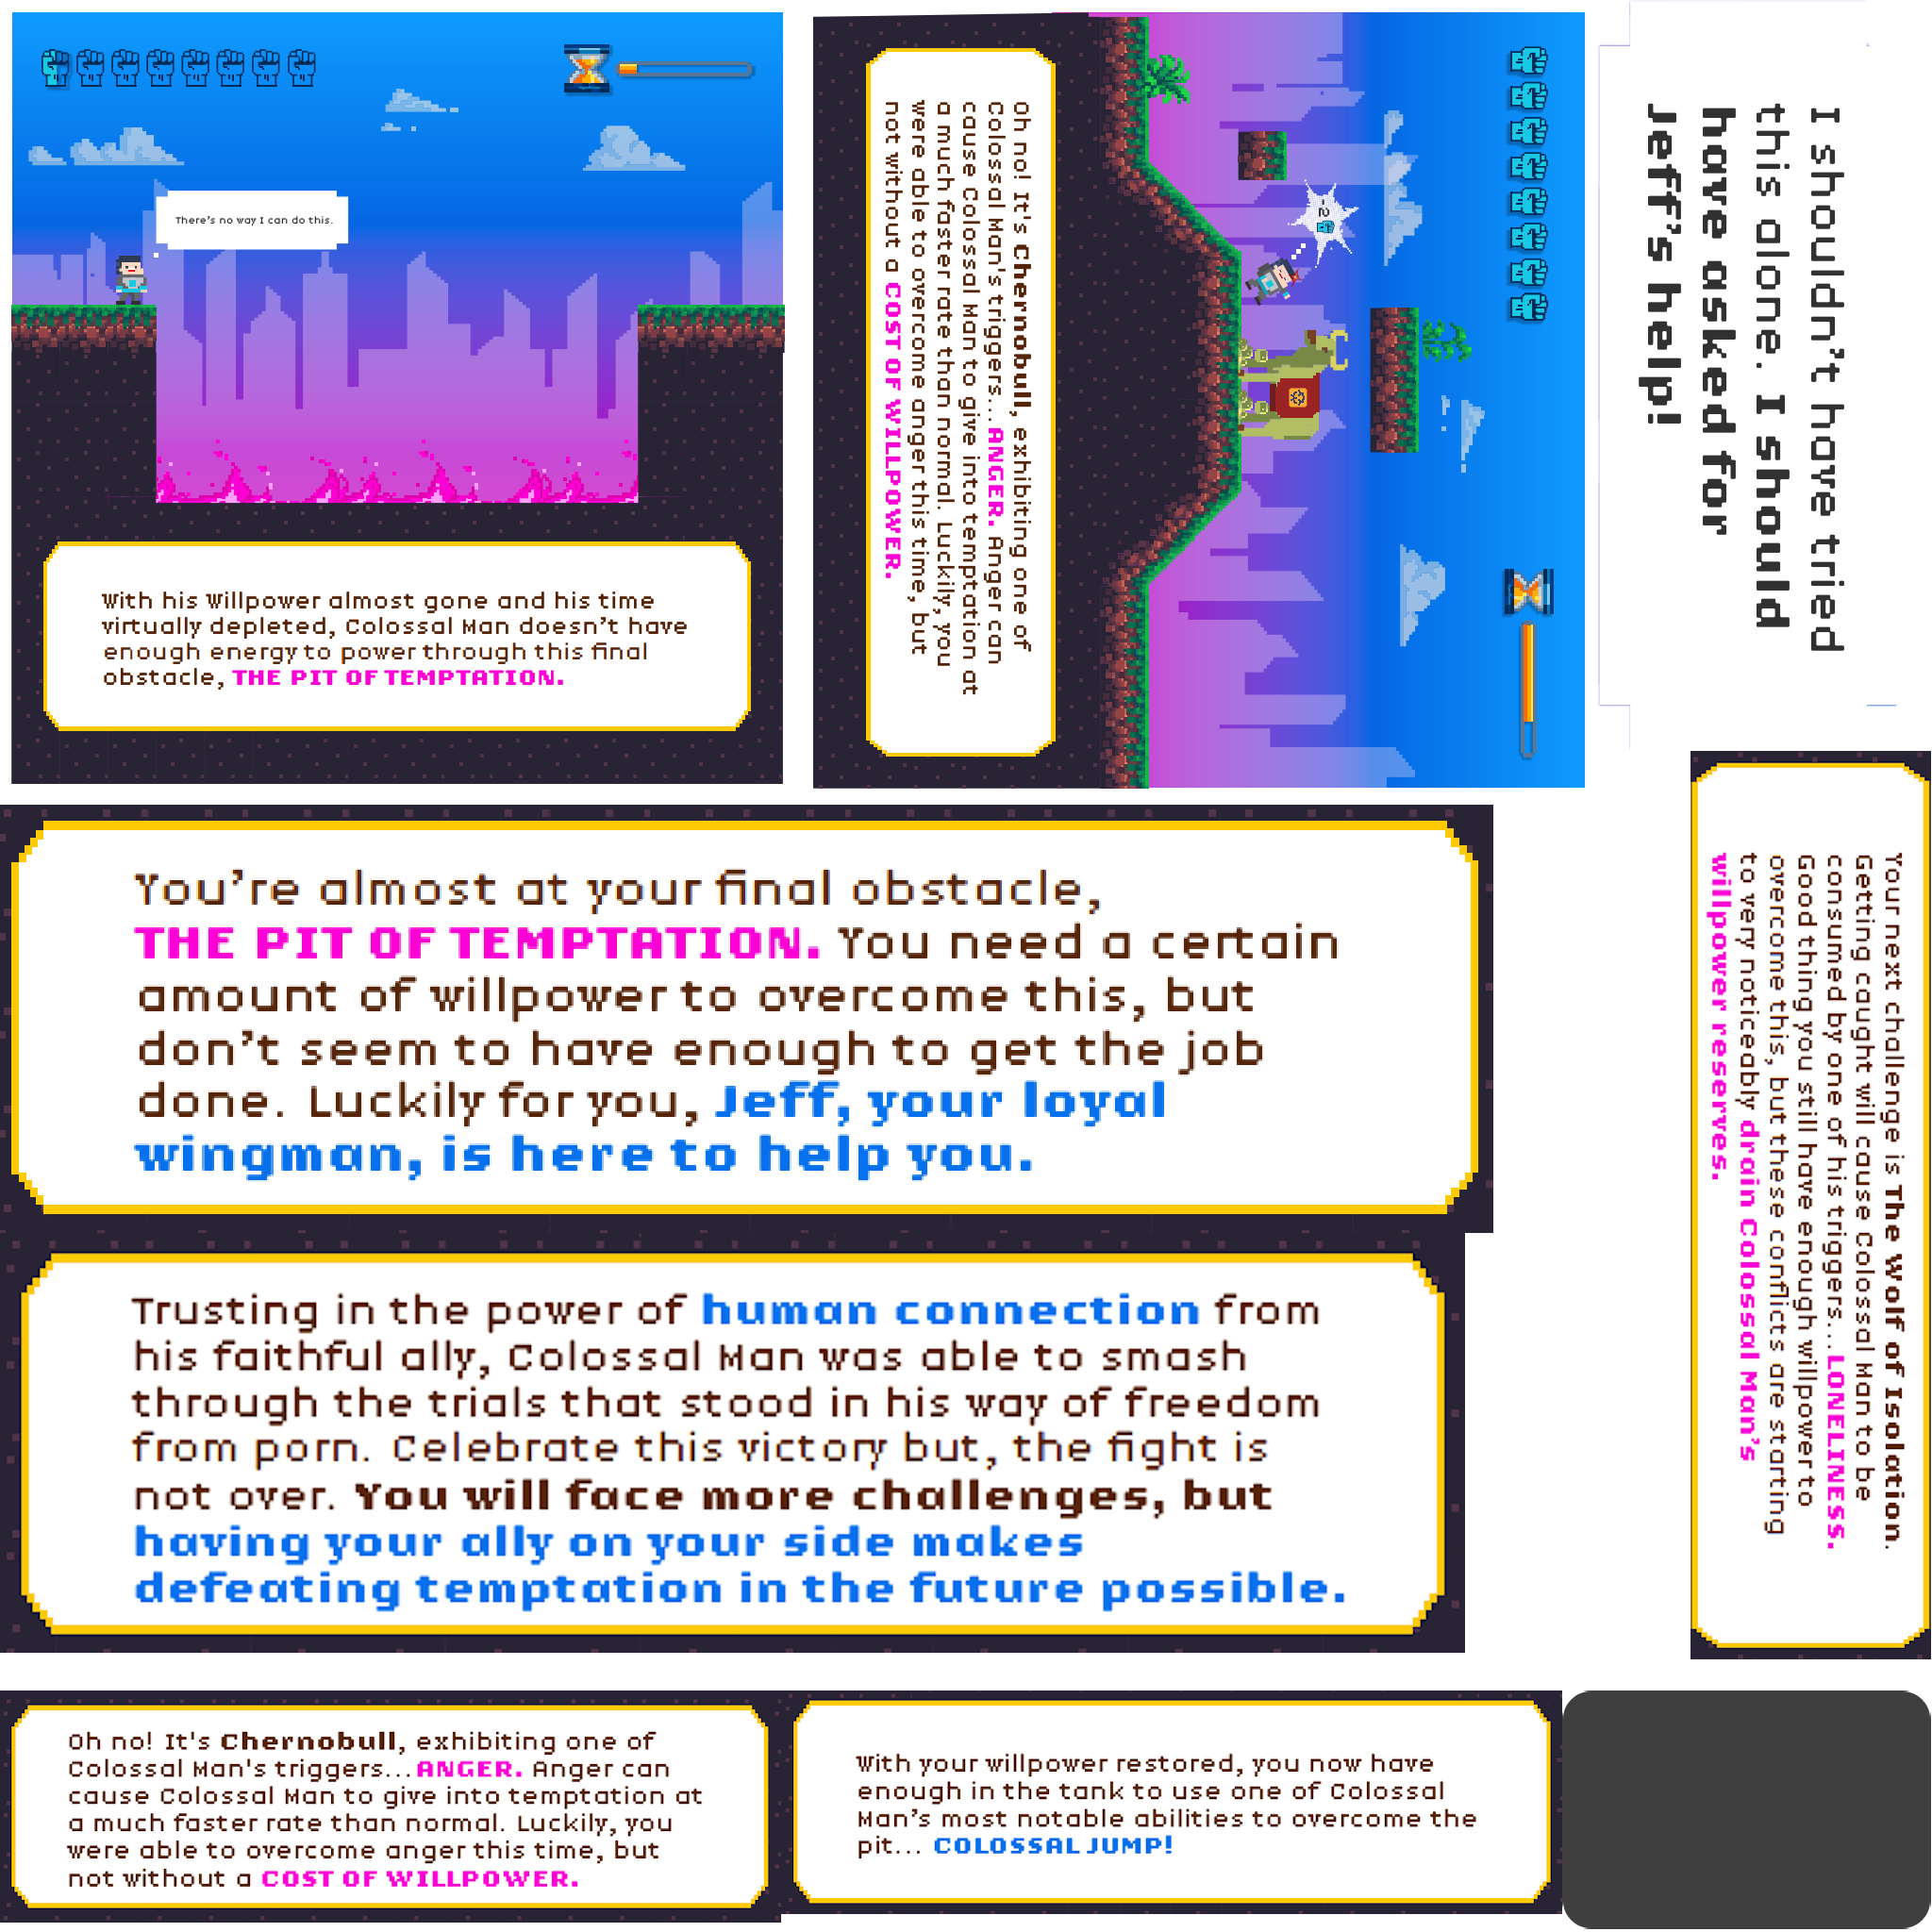 There's no way I can do this.
With his Willpower almost gone and his time
virtually depleted, Colossal Man doesn't have
enough energy to power through this final
obstacle, THE PIT OF TEMPTATION.
Oh no! It's Chernobull, exhibiting one of
Colossal Man's triggers...ANGER. Anger can
cause Colossal Man to give into temptation at
a much faster rate than normal. Luckily, you
were able to overcome anger this time, but
not without a COST OF WILLPOWER.
-2
I shouldn't have tried
this alone. I should
have asked for
Jeff's help!
You're almost at your final obstacle,
THE PIT OF TEMPTATION. You need a certain
amount of willpower to overcome this, but
don't seem to have enough to get the job
done. Luckily for you, Jeff, your loyal
wingman, is here to help you.
Your next challenge is The Wolf of Isolation.
Getting caught will cause Colossal Man to be
consumed by one of his triggers...LONELINESS.
Good thing you still have enough willpower to
overcome this, but these conflicts are starting
to very noticeably drain Colossal Man's
willpower reserves.
Trusting in the power of human connection from
his faithful ally, Colossal Man was able to smash
through the trials that stood in his way of freedom
from porn. Celebrate this victory but, the fight is
not over. You will face more challenges, but
having your ally on your side makes
defeating temptation in the future possible.
Oh no! It's Chernobull, exhibiting one of
Colossal Man's triggers...ANGER. Anger can
cause Colossal Man to give into temptation at
a much faster rate than normal. Luckily, you
were able to overcome anger this time, but
not without a COST OF WILLPOWER.
With your willpower restored, you now have
enough in the tank to use one of Colossal
Man's most notable abilities to overcome the
pit... COLOSSAL JUMP!